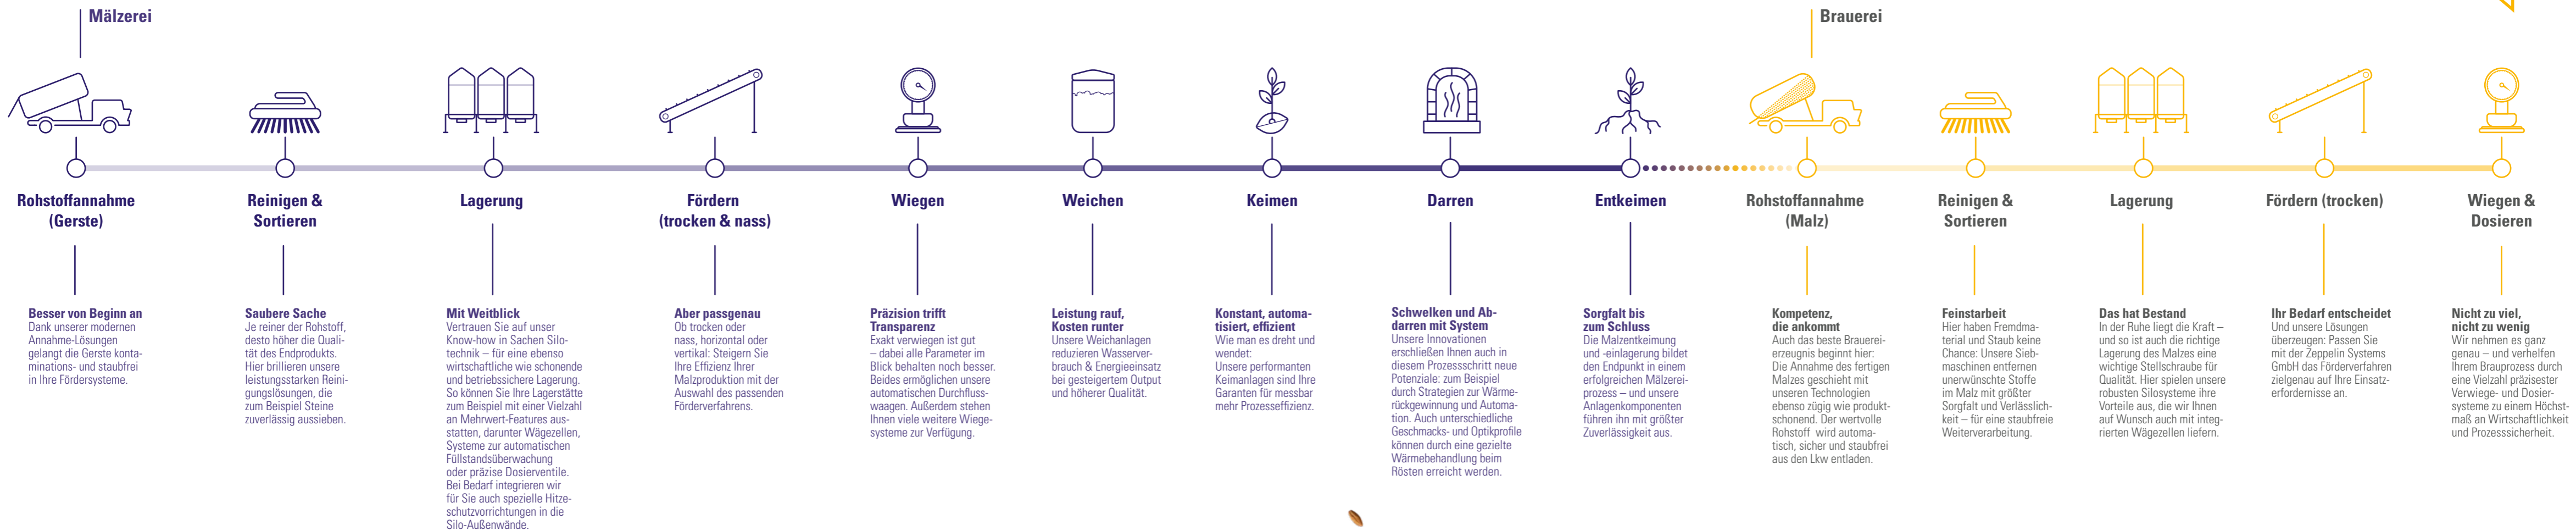 Mälzerei
Rohstoffannahme
(Gerste)
Besser von Beginn an
Dank unserer modernen
Annahme-Lösungen
gelangt die Gerste konta-
minations- und staubfrei
in Ihre Fördersysteme.
Reinigen &
Sortieren
Saubere Sache
Je reiner der Rohstoff,
desto höher die Quali-
tät des Endprodukts.
Hier brillieren unsere
leistungsstarken Reini-
gungslösungen, die
zum Beispiel Steine
zuverlässig aussieben.
Lagerung
Mit Weitblick
Vertrauen Sie auf unser
Know-how in Sachen Silo-
technik – für eine ebenso
wirtschaftliche wie schonende
und betriebssichere Lagerung.
So können Sie Ihre Lagerstätte
zum Beispiel mit einer Vielzahl
an Mehrwert-Features aus-
statten, darunter Wägezellen,
Systeme zur automatischen
Füllstandsüberwachung
oder präzise Dosierventile.
Bei Bedarf integrieren wir
für Sie auch spezielle Hitze-
schutzvorrichtungen in die
Silo-Außenwände.
Fördern
(trocken & nass)
Aber passgenau
Ob trocken oder
nass, horizontal oder
vertikal: Steigern Sie
Ihre Effizienz Ihrer
Malzproduktion mit der
Auswahl des passenden
Förderverfahrens.
Wiegen
Präzision trifft
Transparenz
Exakt verwiegen ist gut
– dabei alle Parameter im
Blick behalten noch besser.
Beides ermöglichen unsere
automatischen Durchfluss-
waagen. Außerdem stehen
Ihnen viele weitere Wiege-
systeme zur Verfügung.
Weichen
Leistung rauf,
Kosten runter
Unsere Weichanlagen
reduzieren Wasserver-
brauch & Energieeinsatz
bei gesteigertem Output
und höherer Qualität.
Keimen
Konstant, automa-
tisiert, effizient
Wie man es dreht und
wendet:
Unsere performanten
Keimanlagen sind Ihre
Garanten für messbar
mehr Prozesseffizienz.
Darren
Schwelken und Ab-
darren mit System
Unsere Innovationen
erschließen Ihnen auch in
diesem Prozessschritt neue
Potenziale: zum Beispiel
durch Strategien zur Wärme-
rückgewinnung und Automa-
tion. Auch unterschiedliche
Geschmacks- und Optikprofile
können durch eine gezielte
Wärmebehandlung beim
Rösten erreicht werden.
Entkeimen
Sorgfalt bis
zum Schluss
Die Malzentkeimung
und -einlagerung bildet
den Endpunkt in einem
erfolgreichen Mälzerei-
prozess – und unsere
Anlagenkomponenten
führen ihn mit größter
Zuverlässigkeit aus.
Brauerei
Rohstoffannahme
(Malz)
Kompetenz,
die ankommt
Auch das beste Brauerei-
erzeugnis beginnt hier:
Die Annahme des fertigen
Malzes geschieht mit
unseren Technologien
ebenso zügig wie produkt-
schonend. Der wertvolle
Rohstoff wird automa-
tisch, sicher und staubfrei
aus den Lkw entladen.
Reinigen &
Sortieren
Feinstarbeit
Hier haben Fremdma-
terial und Staub keine
Chance: Unsere Sieb-
maschinen entfernen
unerwünschte Stoffe
im Malz mit größter
Sorgfalt und Verlässlich-
keit – für eine staubfreie
Weiterverarbeitung.
Lagerung
Das hat Bestand
In der Ruhe liegt die Kraft –
und so ist auch die richtige
Lagerung des Malzes eine
wichtige Stellschraube für
Qualität. Hier spielen unsere
robusten Silosysteme ihre
Vorteile aus, die wir Ihnen
auf Wunsch auch mit integ-
rierten Wägezellen liefern.
Fördern (trocken)
Ihr Bedarf entscheidet
Und unsere Lösungen
überzeugen: Passen Sie
mit der Zeppelin Systems
GmbH das Förderverfahren
zielgenau auf Ihre Einsatz-
erfordernisse an.
Wiegen &
Dosieren
Nicht zu viel,
nicht zu wenig
Wir nehmen es ganz
genau – und verhelfen
Ihrem Brauprozess durch
eine Vielzahl präzisester
Verwiege- und Dosier-
systeme zu einem Höchst-
maß an Wirtschaftlichkeit
und Prozesssicherheit.